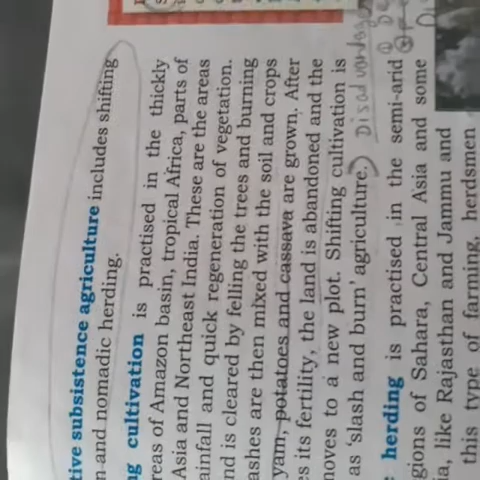 tive subsistence agriculture includes shifting
and nomadic herding.
cultivation is practised in the thickly
reas of Amazon basin, tropical Africa, parts of
Asia and Northeast India. These are the areas
ainfall and quick regeneration of vegetation.
nd is cleared by felling the trees and burning
ashes are then mixed with the soil and crops
yam, potatoes and cassava are grown. After
es its fertility, the land is abandoned and the
moves to a new plot. Shifting cultivation is
as 'slash and burn' agriculture.) Disadvantages
herding is practised in the semi-arid
gions of Sahara, Central Asia and some
ia, like Rajasthan and Jammu and
this type of farming, herdsmen